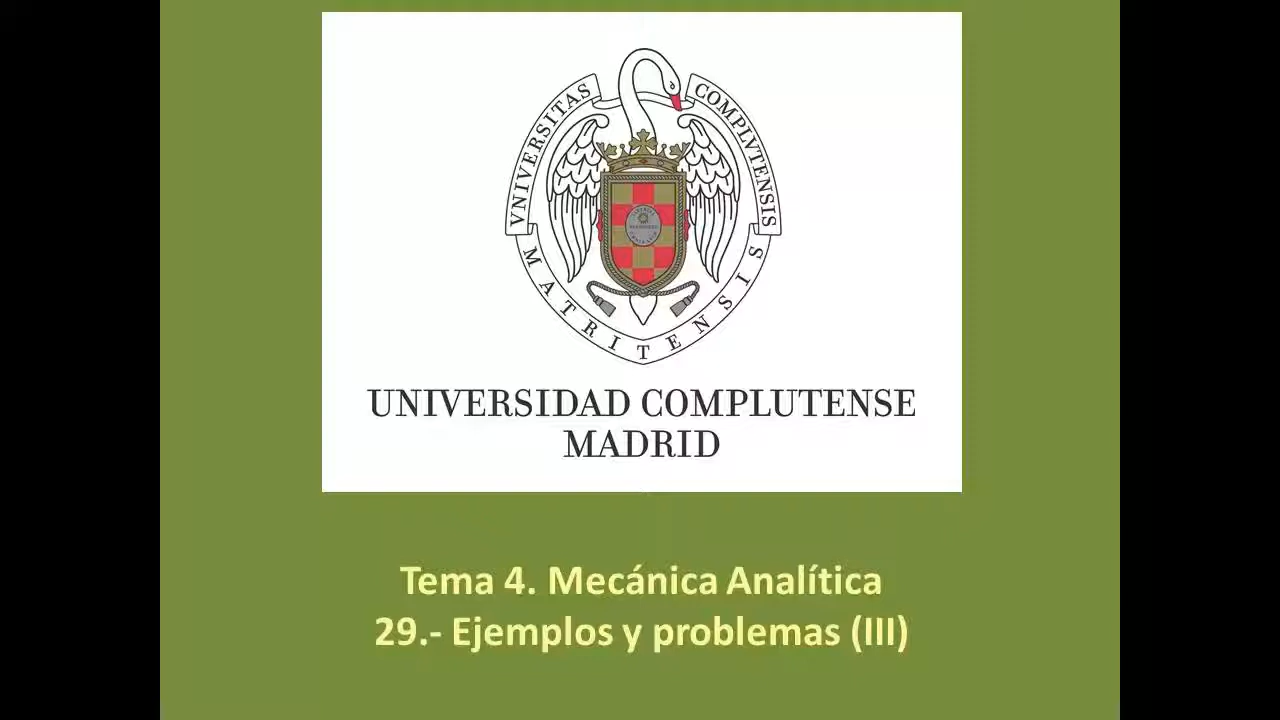 VNIVERSITAS
COMPLVTENSIS
MATRITENSIS
UNIVERSIDAD COMPLUTENSE
MADRID
Tema 4. Mecánica Analítica
29.- Ejemplos y problemas (III)